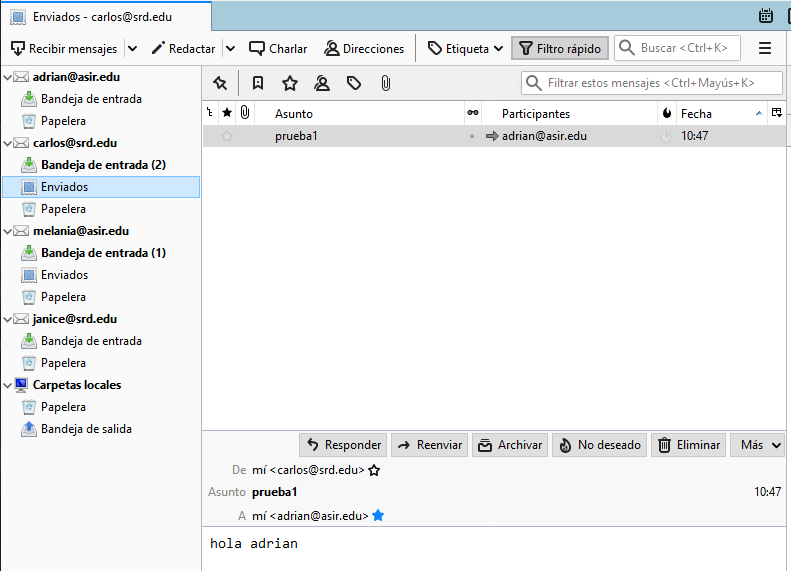 Enviados - carlos@srd.edu
Recibir mensajes Redactar Charlar Direcciones Etiqueta Filtro rápido Buscar <Ctrl+K>
adrian@asir.edu
Bandeja de entrada
Papelera
carlos@srd.edu
Bandeja de entrada (2)
Enviados
Papelera
melania@asir.edu
Bandeja de entrada (1)
Enviados
Papelera
janice@srd.edu
Bandeja de entrada
Papelera
Carpetas locales
Papelera
Bandeja de salida
Filtrar estos mensajes <Ctrl+Mayús+K>
Asunto Participantes Fecha
prueba1 adrian@asir.edu 10:47
Responder Reenviar Archivar No deseado Eliminar Más
De mí <carlos@srd.edu>
Asunto prueba1 10:47
A mí <adrian@asir.edu>
hola adrian